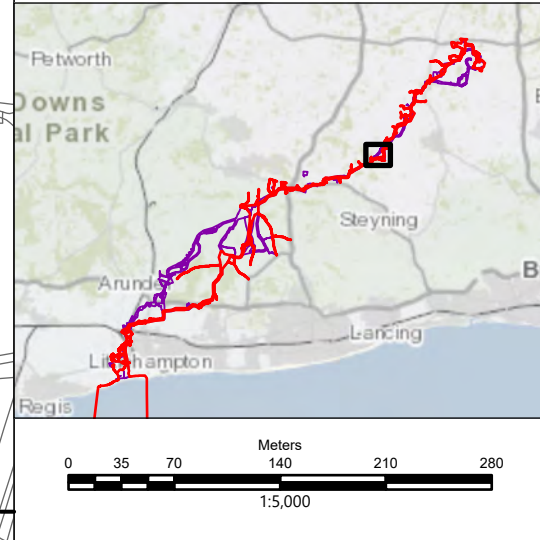 Petworth
Downs
al Park
Steyning
Arundel
B
Lancing
Littlehampton
Regis
Meters
0 35 70 140 210 280
1:5,000